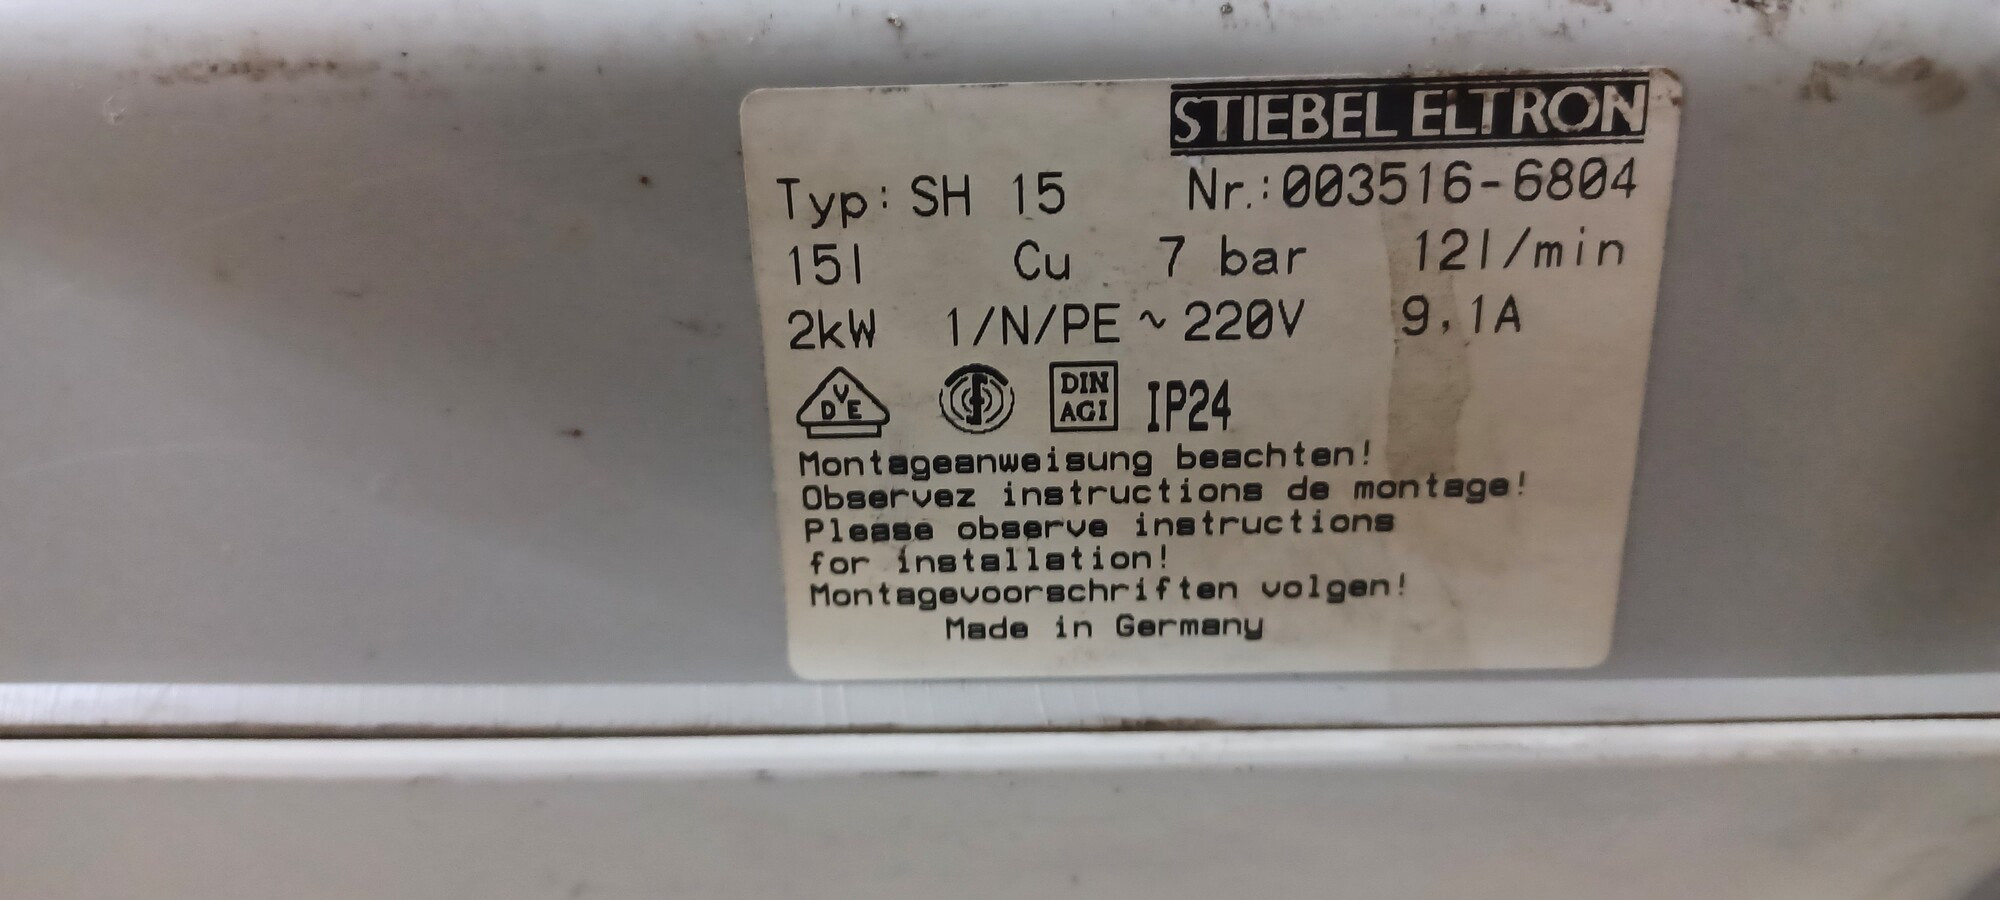 STIEBEL ELTRON
Typ: SH 15 Nr.:003516-6804
15l Cu 7 bar 12l/min
2kW 1/N/PE ~ 220V 9,1A
DVE DIN AGI IP24
Montageanweisung beachten!
Observez instructions de montage!
Please observe instructions
for installation!
Montagevoorschriften volgen!
Made in Germany